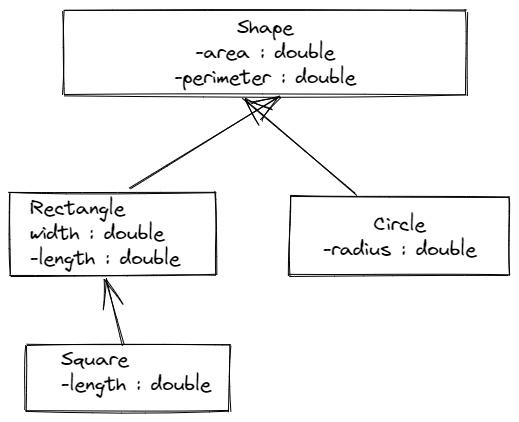 Shape
-area : double
-perimeter : double
Rectangle
width : double
-length : double
Circle
-radius : double
Square
-length : double